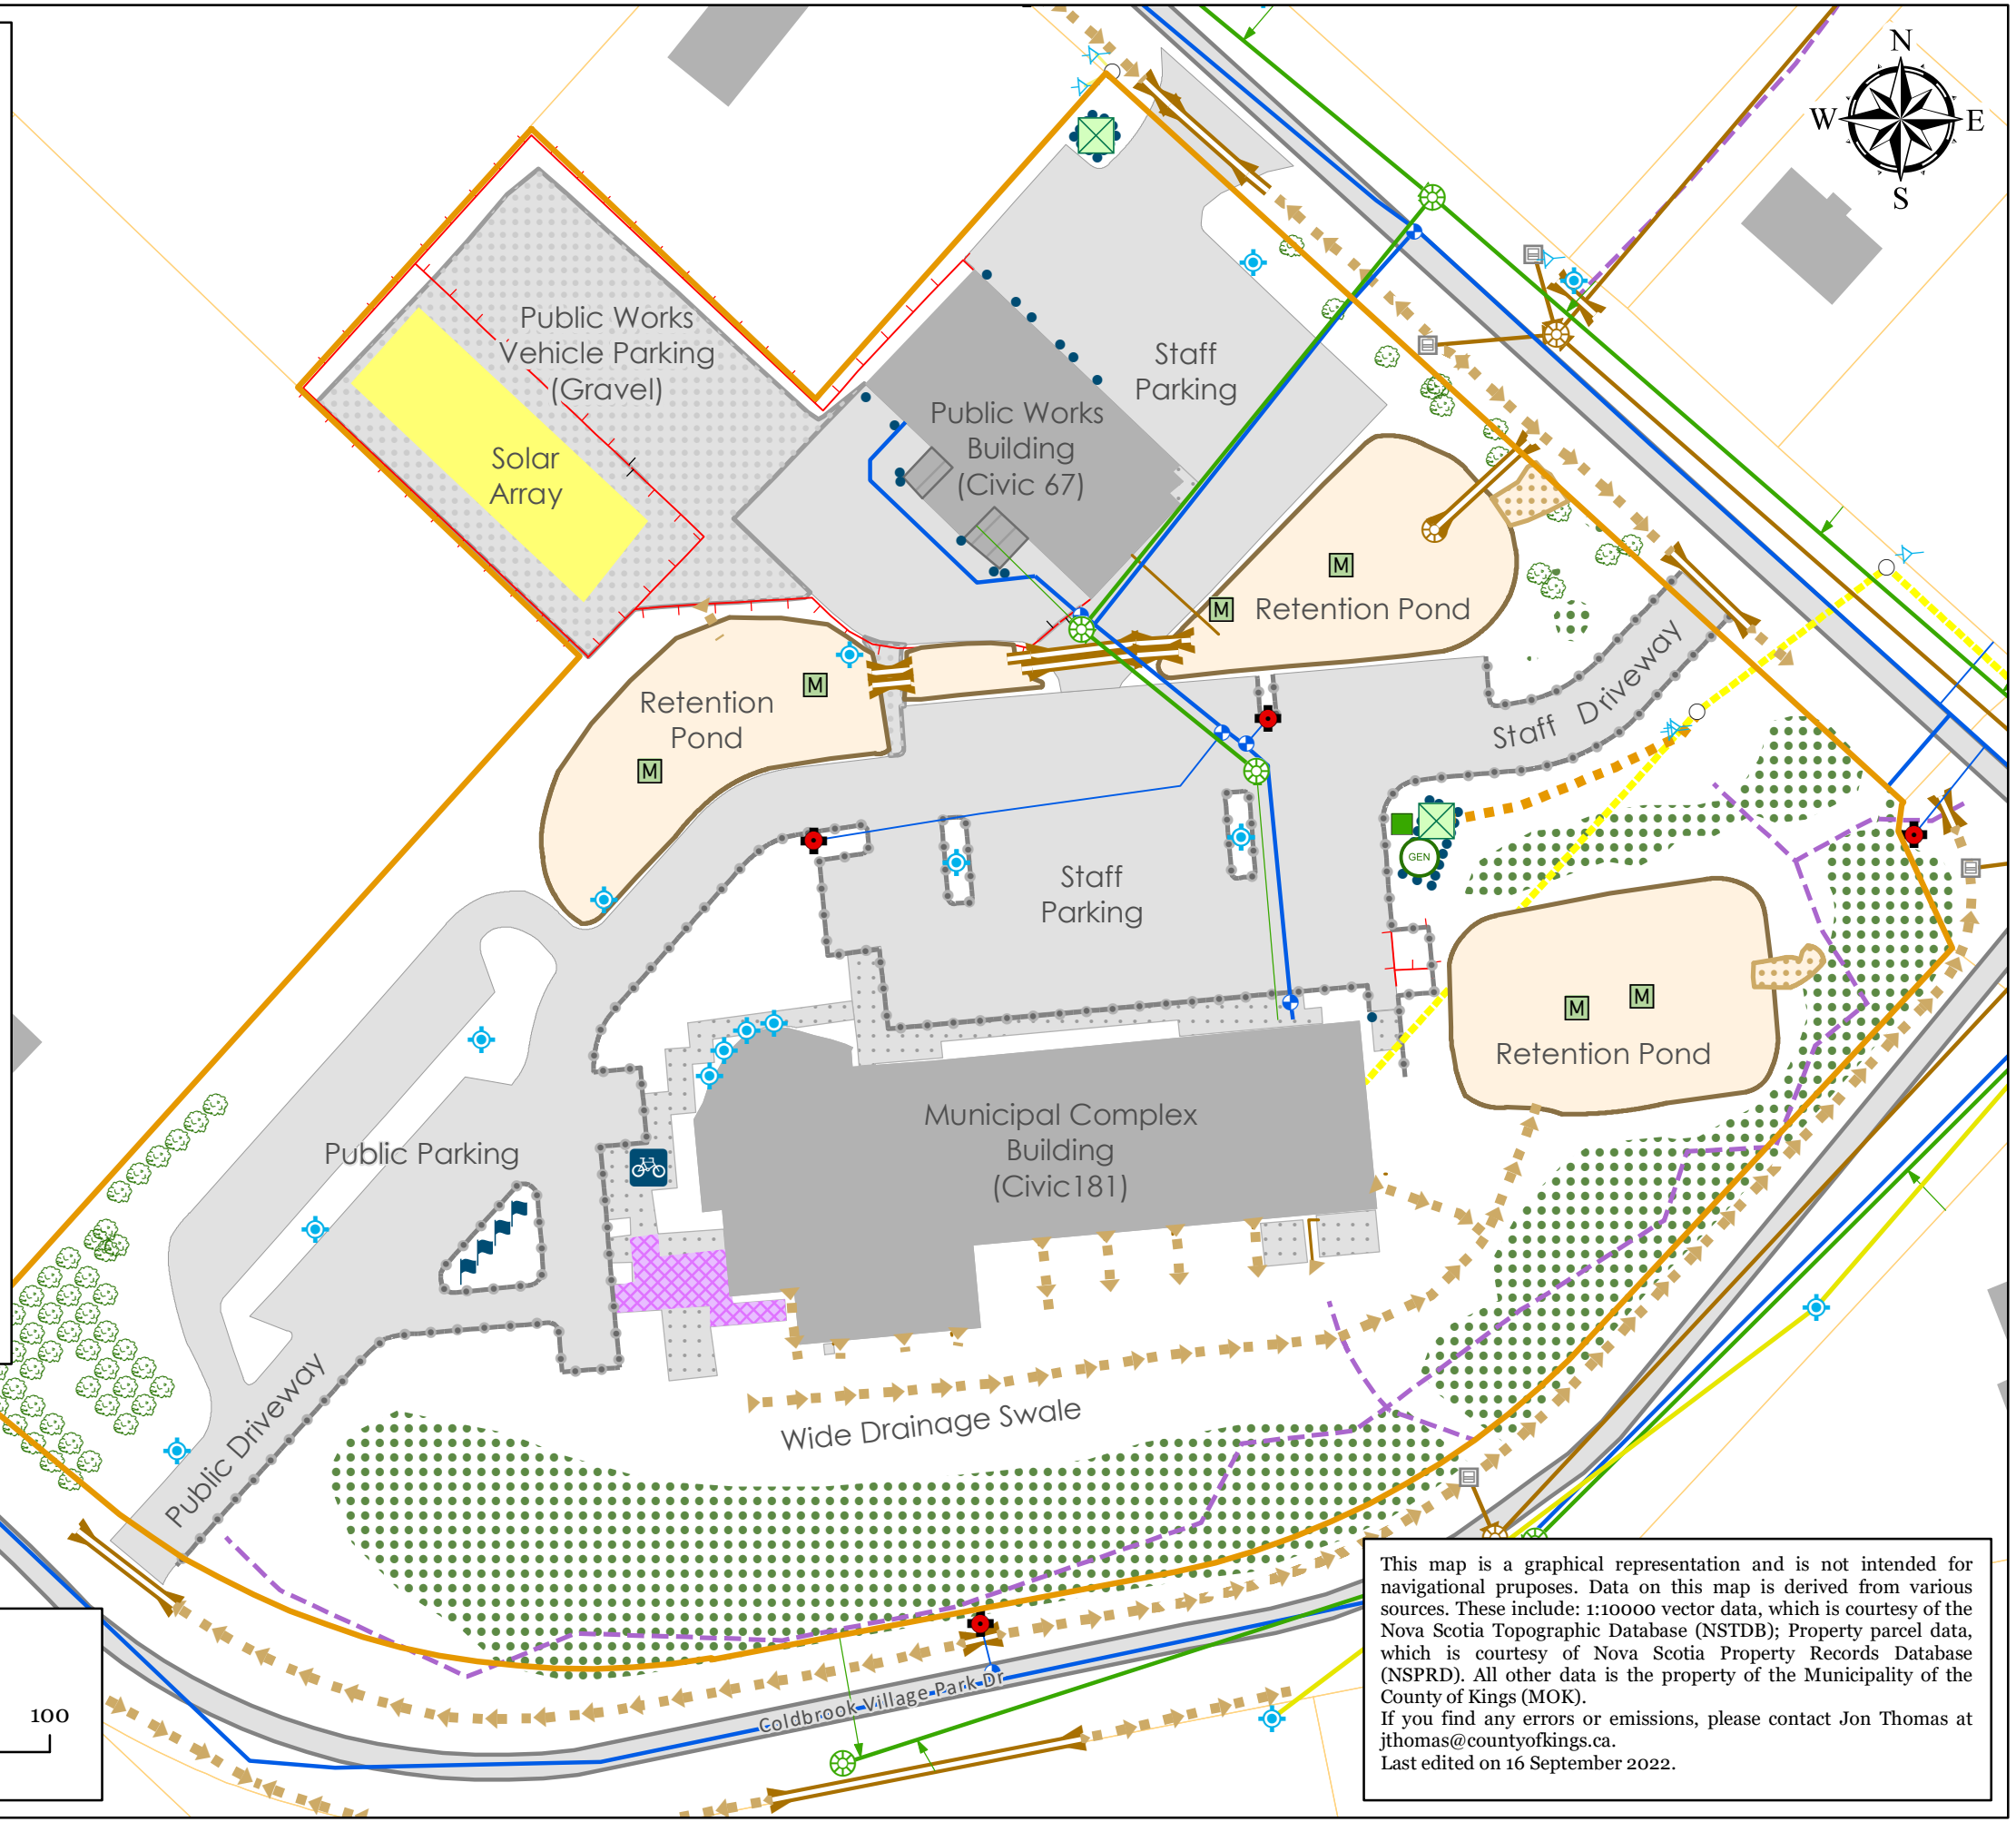 N
W
E
S
Public Works
Vehicle Parking
(Gravel)
Staff
Parking
Public Works
Building
(Civic 67)
Solar
Array
M
M
Retention Pond
M
Retention
Pond
M
Staff Driveway
GEN
Staff
Parking
M
M
Retention Pond
Municipal Complex
Building
(Civic181)
Public Parking
Wide Drainage Swale
Public Driveway
Coldbrook Village Park Dr
100
This map is a graphical representation and is not intended for
navigational pruposes. Data on this map is derived from various
sources. These include: 1:10000 vector data, which is courtesy of the
Nova Scotia Topographic Database (NSTDB); Property parcel data,
which is courtesy of Nova Scotia Property Records Database
(NSPRD). All other data is the property of the Municipality of the
County of Kings (MOK).
If you find any errors or emissions, please contact Jon Thomas at
jthomas@countyofkings.ca.
Last edited on 16 September 2022.